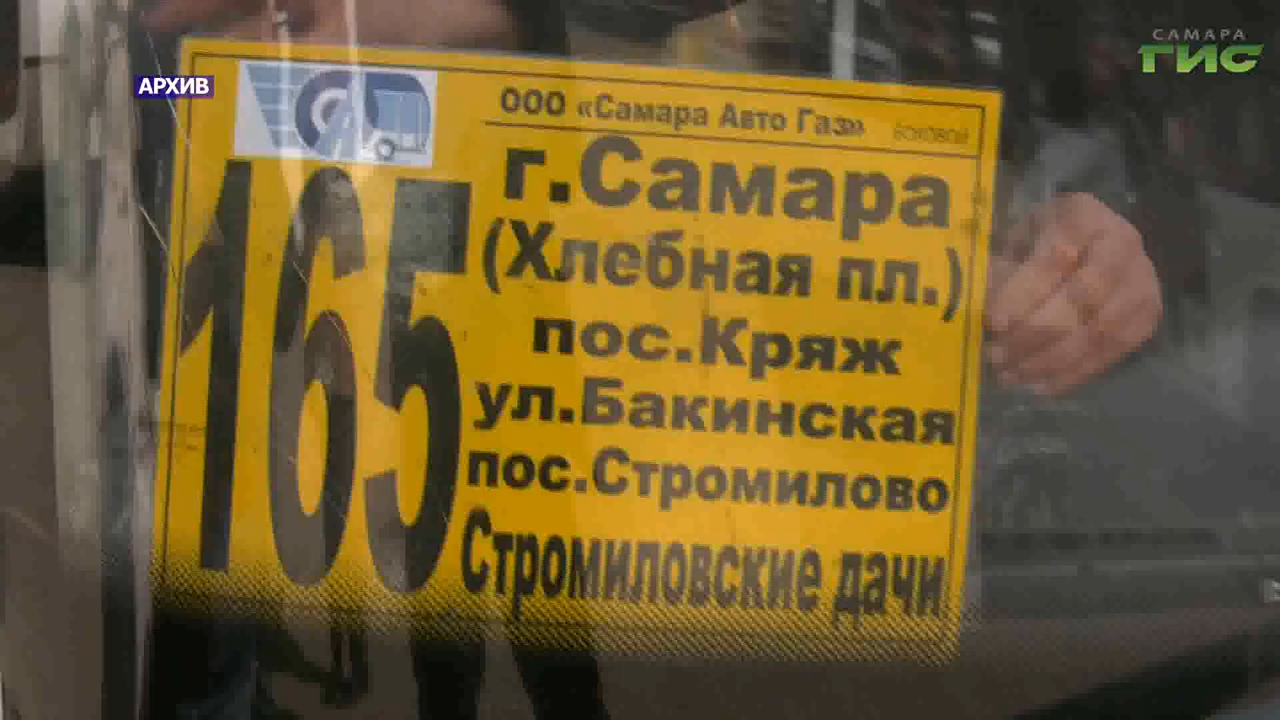 САМАРА
ГИС
АРХИВ
ООО «Самара Авто Газ»
БОКОВОЙ
165
г.Самара
(Хлебная пл.)
пос.Кряж
ул.Бакинская
пос.Стромилово
Стромиловские дачи